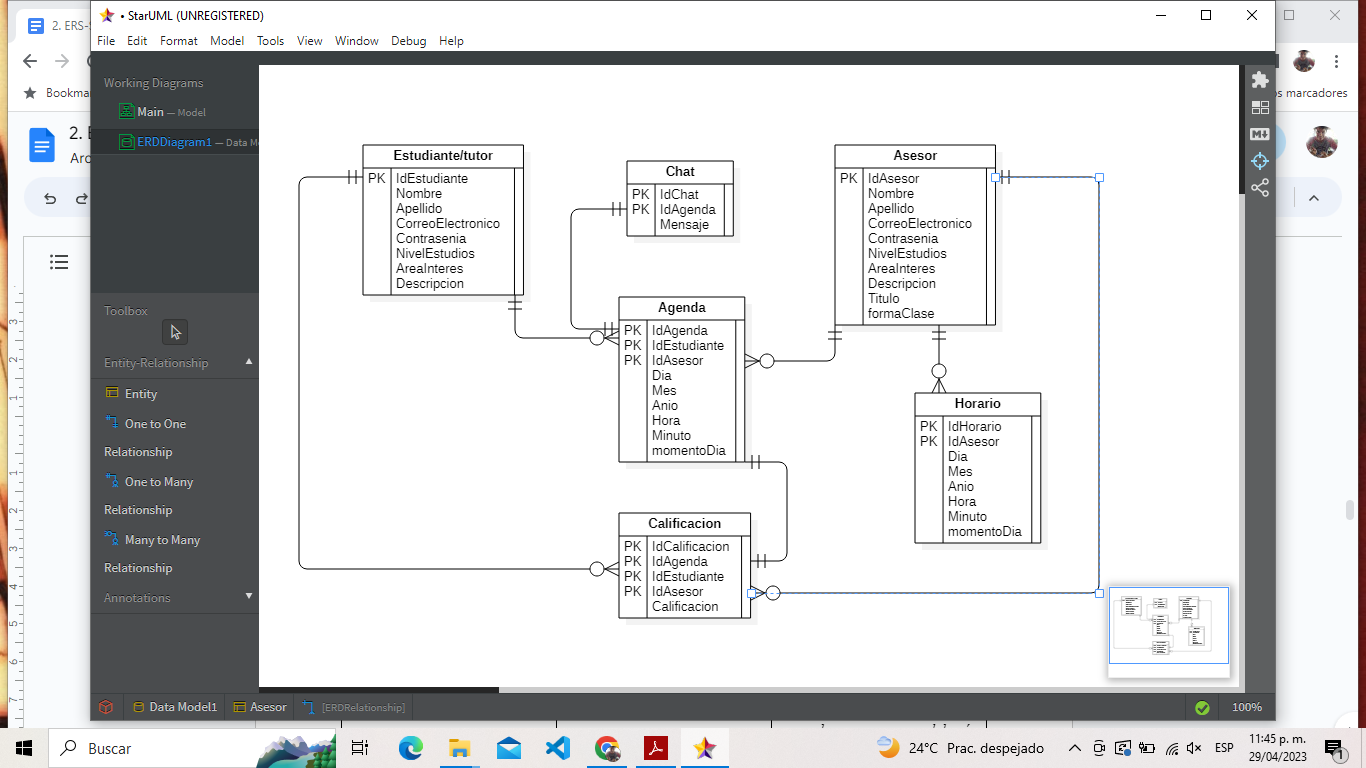 2. ERS-S
• StarUML (UNREGISTERED)
File Edit Format Model Tools View Window Debug Help
Bookma
os marcadores
2. E
Arc
Working Diagrams
Main — Model
ERDDiagram1 — Data M
Toolbox
Entity-Relationship
Entity
One to One
Relationship
One to Many
Relationship
Many to Many
Relationship
Annotations
Estudiante/tutor
PK IdEstudiante
Nombre
Apellido
CorreoElectronico
Contrasenia
NivelEstudios
AreaInteres
Descripcion
Chat
PK IdChat
PK IdAgenda
Mensaje
Asesor
PK IdAsesor
Nombre
Apellido
CorreoElectronico
Contrasenia
NivelEstudios
AreaInteres
Descripcion
Titulo
formaClase
Agenda
PK IdAgenda
PK IdEstudiante
PK IdAsesor
Dia
Mes
Anio
Hora
Minuto
momentoDia
Horario
PK IdHorario
PK IdAsesor
Dia
Mes
Anio
Hora
Minuto
momentoDia
Calificacion
PK IdCalificacion
PK IdAgenda
PK IdEstudiante
PK IdAsesor
Calificacion
Data Model1 Asesor [ERDRelationship]
100%
Buscar
24°C Prac. despejado
ESP
11:45 p. m.
29/04/2023
1